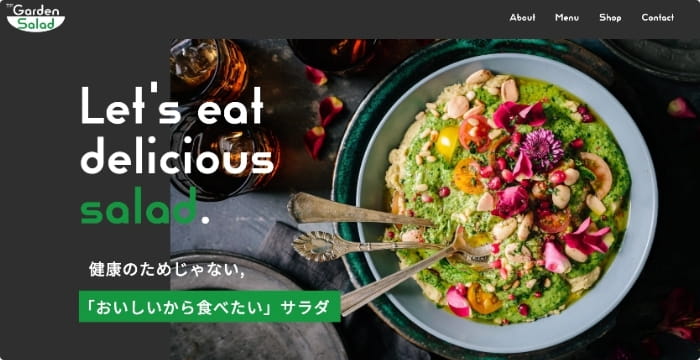 The
Garden
Salad
About Menu Shop Contact
Let's eat
delicious
salad.
健康のためじゃない,
「おいしいから食べたい」サラダ